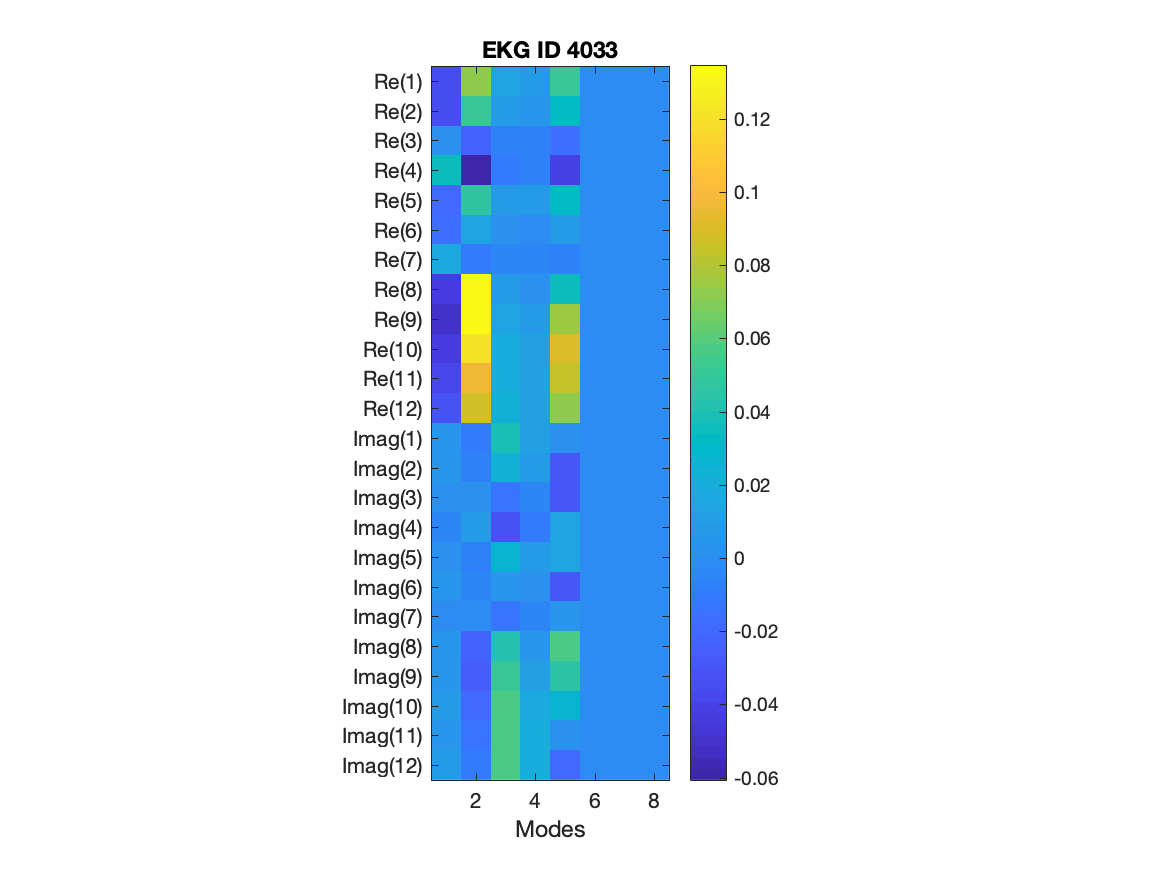 EKG ID 4033
Re(1)
Re(2)
Re(3)
Re(4)
Re(5)
Re(6)
Re(7)
Re(8)
Re(9)
Re(10)
Re(11)
Re(12)
Imag(1)
Imag(2)
Imag(3)
Imag(4)
Imag(5)
Imag(6)
Imag(7)
Imag(8)
Imag(9)
Imag(10)
Imag(11)
Imag(12)
2 4 6 8
Modes
0.12
0.1
0.08
0.06
0.04
0.02
0
-0.02
-0.04
-0.06